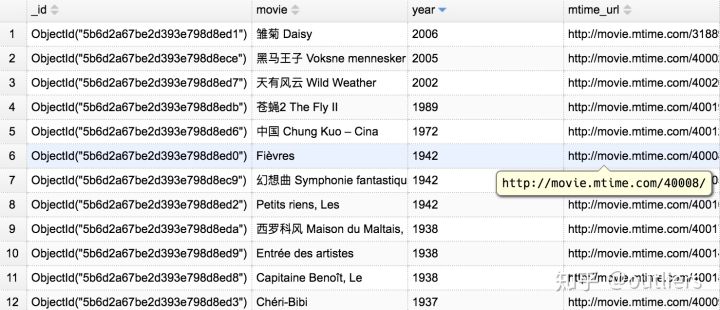 _id movie year mtime_url
1 ObjectId("5b6d2a67be2d393e798d8ed1") 雏菊 Daisy 2006 http://movie.mtime.com/3188
2 ObjectId("5b6d2a67be2d393e798d8ece") 黑马王子 Voksne mennesker 2005 http://movie.mtime.com/4000
3 ObjectId("5b6d2a67be2d393e798d8ed7") 天有风云 Wild Weather 2002 http://movie.mtime.com/4002
4 ObjectId("5b6d2a67be2d393e798d8edb") 苍蝇2 The Fly II 1989 http://movie.mtime.com/4001
5 ObjectId("5b6d2a67be2d393e798d8ed6") 中国 Chung Kuo – Cina 1972 http://movie.mtime.com/4001
6 ObjectId("5b6d2a67be2d393e798d8ed0") Fièvres 1942 http://movie.mtime.com/4000
http://movie.mtime.com/40008/
7 ObjectId("5b6d2a67be2d393e798d8ec9") 幻想曲 Symphonie fantastiqu 1942
8 ObjectId("5b6d2a67be2d393e798d8ed2") Petits riens, Les 1942 http://movie.mtime.com/4001
9 ObjectId("5b6d2a67be2d393e798d8eda") 西罗科风 Maison du Maltais, 1938 http://movie.mtime.com/4001
10 ObjectId("5b6d2a67be2d393e798d8ed9") Entrée des artistes 1938 http://movie.mtime.com/4001
11 ObjectId("5b6d2a67be2d393e798d8ed8") Capitaine Benoît, Le 1938 http://movie.mtime.com/4001
12 ObjectId("5b6d2a67be2d393e798d8ed3") Chéri-Bibi 1937 http://movie.mtime.com/4000
知乎 @outliers